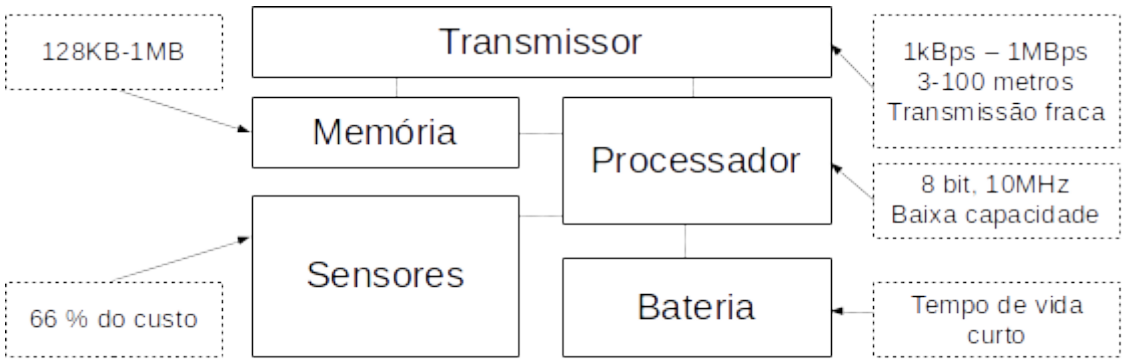 128KB-1MB
Transmissor
1kBps – 1MBps
3-100 metros
Transmissão fraca
Memória
Processador
8 bit, 10MHz
Baixa capacidade
Sensores
66 % do custo
Bateria
Tempo de vida
curto